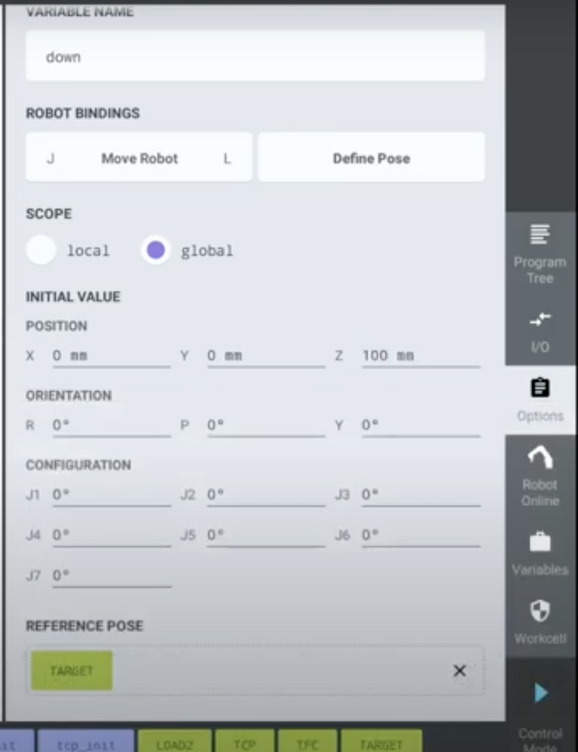 VARIABLE NAME
down
ROBOT BINDINGS
J Move Robot L Define Pose
SCOPE
local global
INITIAL VALUE
POSITION
X 0 mm Y 0 mm Z 100 mm
ORIENTATION
R 0° P 0° Y 0°
CONFIGURATION
J1 0° J2 0° J3 0°
J4 0° J5 0° J6 0°
J7 0°
REFERENCE POSE
TARGET
Program
Tree
I/O
Options
Robot
Online
Variables
Workcell
Control
Mode
tcp_init LOAD2 TCP TFC TARGET